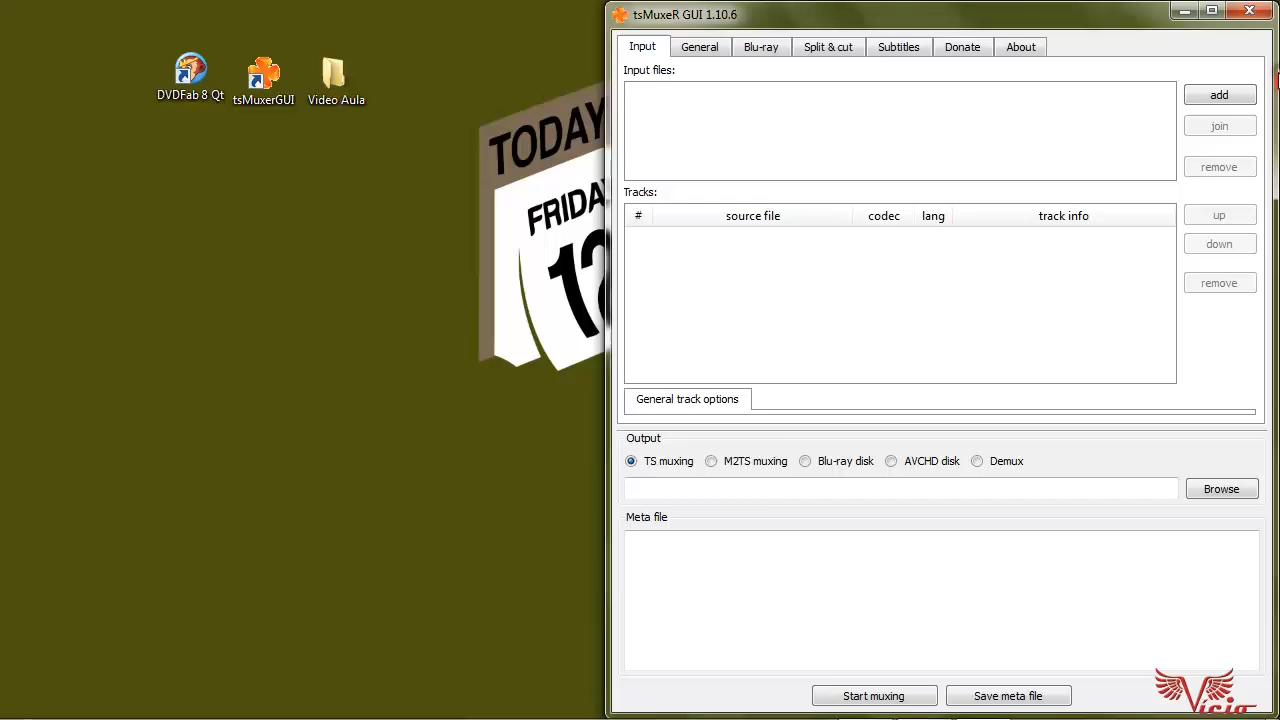 DVDFab 8 Qt
tsMuxerGUI
Video Aula
TODAY
FRIDA
12
tsMuxeR GUI 1.10.6
Input General Blu-ray Split & cut Subtitles Donate About
Input files:
add
join
remove
Tracks:
# source file codec lang track info
up
down
remove
General track options
Output
TS muxing M2TS muxing Blu-ray disk AVCHD disk Demux
Browse
Meta file
Start muxing Save meta file
Vício